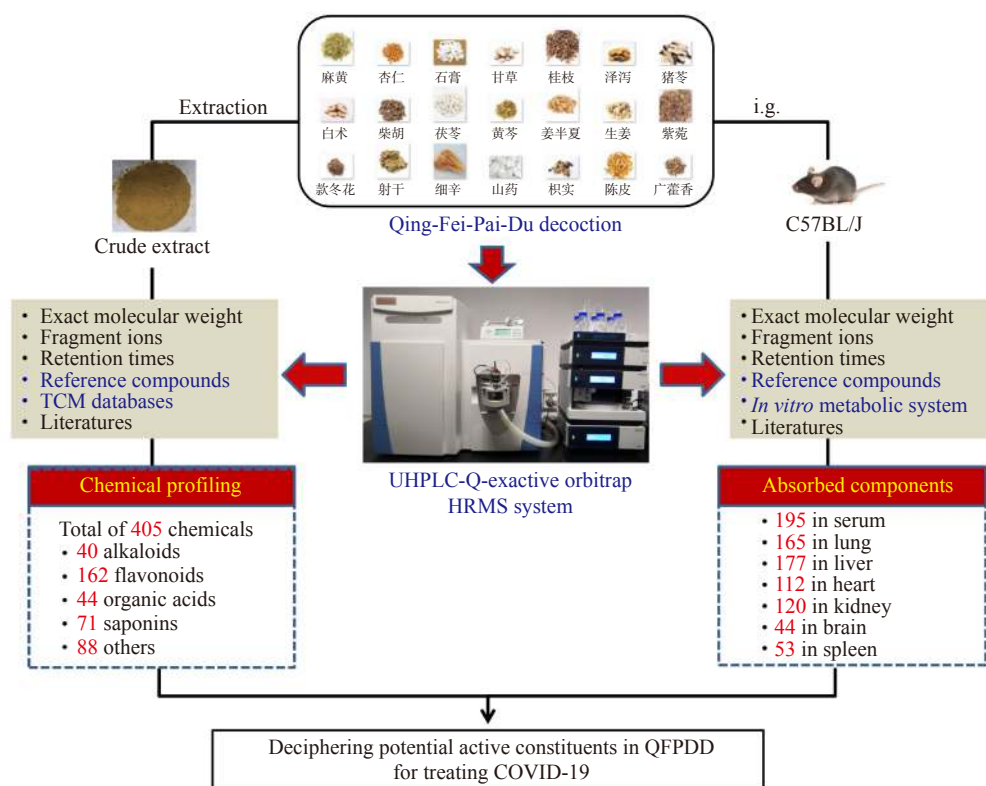 麻黄 杏仁 石膏 甘草 桂枝 泽泻 猪苓
白术 柴胡 茯苓 黄芩 姜半夏 生姜 紫菀
款冬花 射干 细辛 山药 枳实 陈皮 广藿香
Extraction
i.g.
Qing-Fei-Pai-Du decoction
Crude extract
C57BL/J
• Exact molecular weight
• Fragment ions
• Retention times
• Reference compounds
• TCM databases
• Literatures
• Exact molecular weight
• Fragment ions
• Retention times
• Reference compounds
• In vitro metabolic system
• Literatures
UHPLC-Q-exactive orbitrap
HRMS system
Chemical profiling
Total of 405 chemicals
• 40 alkaloids
• 162 flavonoids
• 44 organic acids
• 71 saponins
• 88 others
Absorbed components
• 195 in serum
• 165 in lung
• 177 in liver
• 112 in heart
• 120 in kidney
• 44 in brain
• 53 in spleen
Deciphering potential active constituents in QFPDD
for treating COVID-19